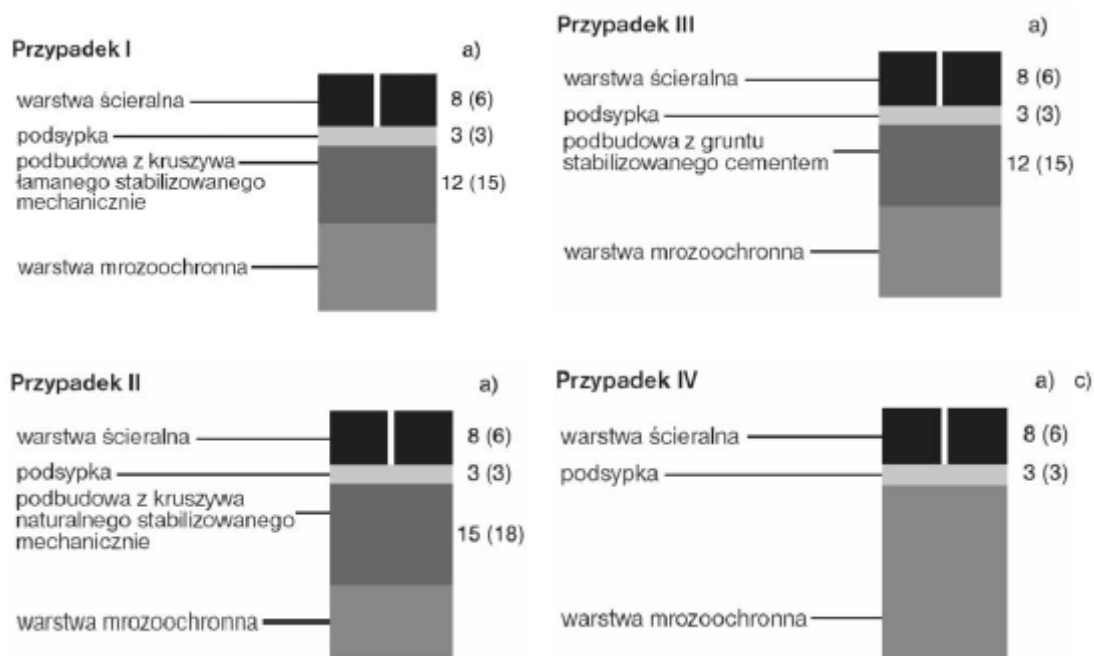 Przypadek I a)
warstwa ścieralna 8 (6)
podsypka 3 (3)
podbudowa z kruszywa
łamanego stabilizowanego 12 (15)
mechanicznie
warstwa mrozoochronna
Przypadek III a)
warstwa ścieralna 8 (6)
podsypka 3 (3)
podbudowa z gruntu
stabilizowanego cementem 12 (15)
warstwa mrozoochronna
Przypadek II a)
warstwa ścieralna 8 (6)
podsypka 3 (3)
podbudowa z kruszywa
naturalnego stabilizowanego 15 (18)
mechanicznie
warstwa mrozoochronna
Przypadek IV a) c)
warstwa ścieralna 8 (6)
podsypka 3 (3)
warstwa mrozoochronna